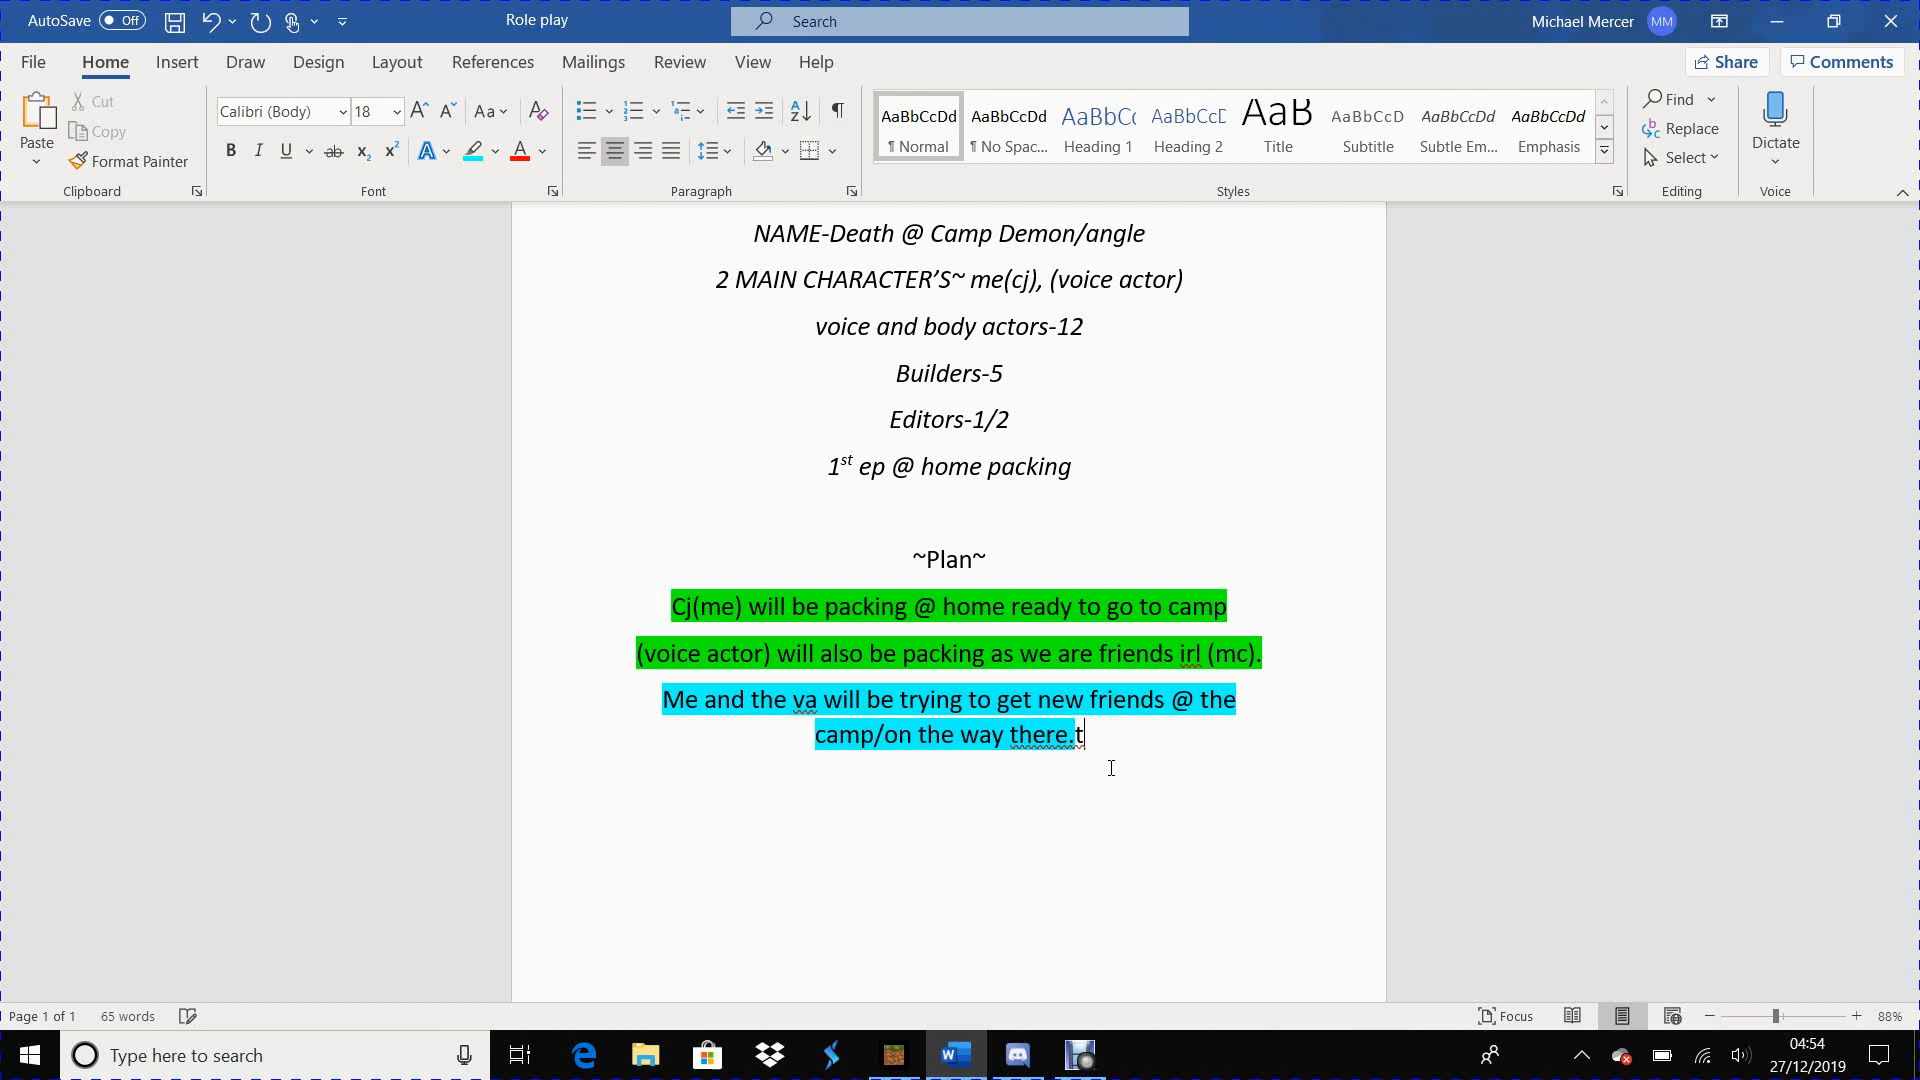 AutoSave Off
Role play
Search
Michael Mercer MM
File Home Insert Draw Design Layout References Mailings Review View Help
Share Comments
Paste
Cut
Copy
Format Painter
Clipboard
Calibri (Body) 18
Font
Paragraph
AaBbCcDd AaBbCcDd AaBbCc AaBbCcD AaB AaBbCcD AaBbCcDd AaBbCcDd
¶ Normal ¶ No Spac... Heading 1 Heading 2 Title Subtitle Subtle Em... Emphasis
Styles
Find
Replace
Select
Editing
Dictate
Voice
NAME-Death @ Camp Demon/angle
2 MAIN CHARACTER’S~ me(cj), (voice actor)
voice and body actors-12
Builders-5
Editors-1/2
1st ep @ home packing
~Plan~
Cj(me) will be packing @ home ready to go to camp
(voice actor) will also be packing as we are friends irl (mc).
Me and the va will be trying to get new friends @ the
camp/on the way there.t
Page 1 of 1 65 words
Focus
88%
Type here to search
04:54
27/12/2019